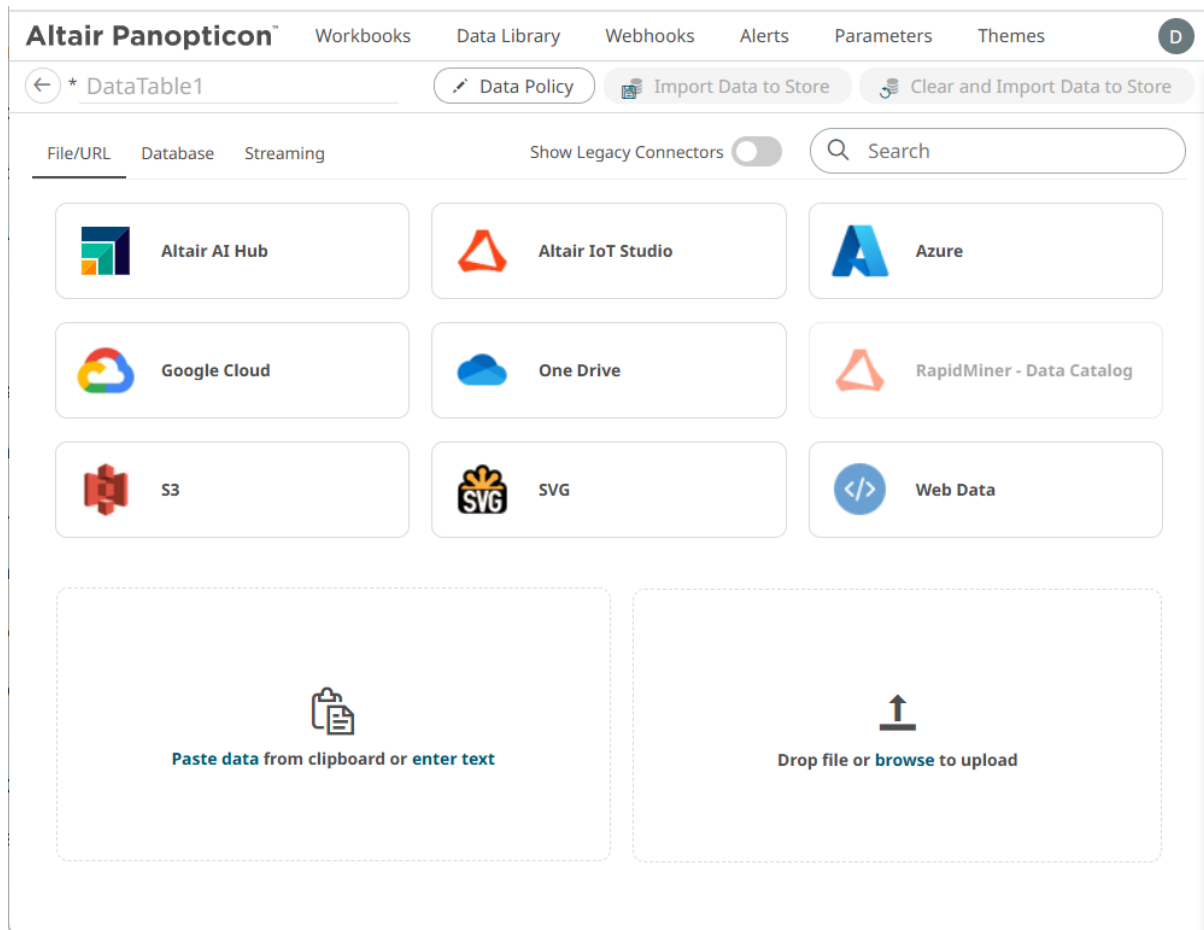 Altair Panopticon™ Workbooks Data Library Webhooks Alerts Parameters Themes D
* DataTable1 Data Policy Import Data to Store Clear and Import Data to Store
File/URL Database Streaming Show Legacy Connectors Search
Altair AI Hub Altair IoT Studio Azure
Google Cloud One Drive RapidMiner - Data Catalog
S3 SVG SVG </> Web Data
Paste data from clipboard or enter text Drop file or browse to upload